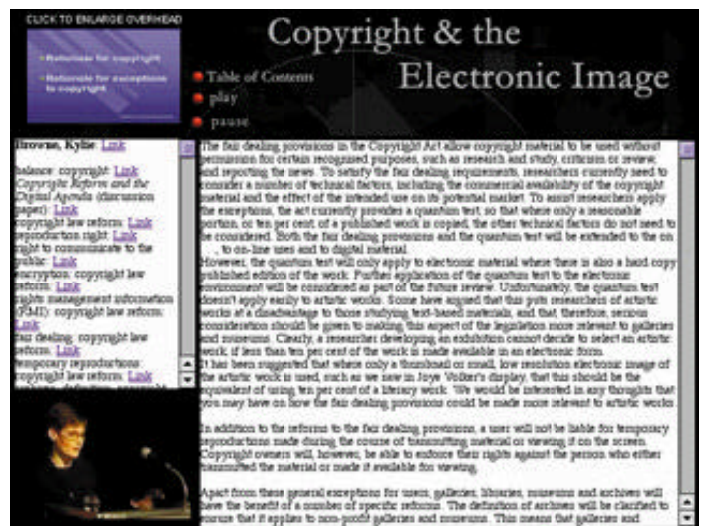 CLICK TO ENLARGE OVERHEAD
Rationale for copyright
Rationale for exceptions
to copyright
Copyright & the
Electronic Image
Table of Contents
play
pause
Browne, Kylie: Link
balance: copyright: Link
Copyright Reform and the
Digital Agenda (discussion
paper): Link
copyright law reform: Link
reproduction right: Link
right to communicate to the
public: Link
encryption: copyright law
reform: Link
rights management information
(RMI): copyright law reform:
Link
fair dealing: copyright law
reform: Link
temporary reproductions:
copyright law reform: Link
The fair dealing provisions in the Copyright Act allow copyright material to be used without
permission for certain recognised purposes, such as research and study, criticism or review,
and reporting the news. To satisfy the fair dealing requirements, researchers currently need to
consider a number of technical factors, including the commercial availability of the copyright
material and the effect of the intended use on its potential market. To assist researchers apply
the exceptions, the act currently provides a quantum test, so that where only a reasonable
portion, or ten per cent of a published work is copied, the other technical factors do not need to
be considered. Both the fair dealing provisions and the quantum test will be extended to the on
, to on-line uses and to digital material.
However, the quantum test will only apply to electronic material where there is also a hard copy
published edition of the work. Further application of the quantum test to the electronic
environment will be considered as part of the future review. Unfortunately, the quantum test
doesn't apply easily to artistic works. Some have argued that this puts researchers of artistic
works at a disadvantage to those studying text-based materials, and that, therefore, serious
consideration should be given to making this aspect of the legislation more relevant to galleries
and museums. Clearly, a researcher developing an exhibition cannot decide to select an artistic
work, if less than ten per cent of the work is made available in an electronic form.
It has been suggested that where only a thumbnail or small, low resolution electronic image of
the artistic work is used, such as we saw in Joye Volker's display, that this should be the
equivalent of using ten per cent of a literary work. We would be interested in any thoughts that
you may have on how the fair dealing provisions could be made more relevant to artistic works.
In addition to the reforms to the fair dealing provisions, a user will not be liable for temporary
reproductions made during the course of transmitting material or viewing it on the screen.
Copyright owners will, however, be able to enforce their rights against the person who either
transmitted the material or made it available for viewing.
Apart from these general exceptions for users, galleries, libraries, museums and archives will
have the benefit of a number of specific reforms. The definition of archives will be clarified to
ensure that it applies to non-profit galleries and museums. This means that galleries and